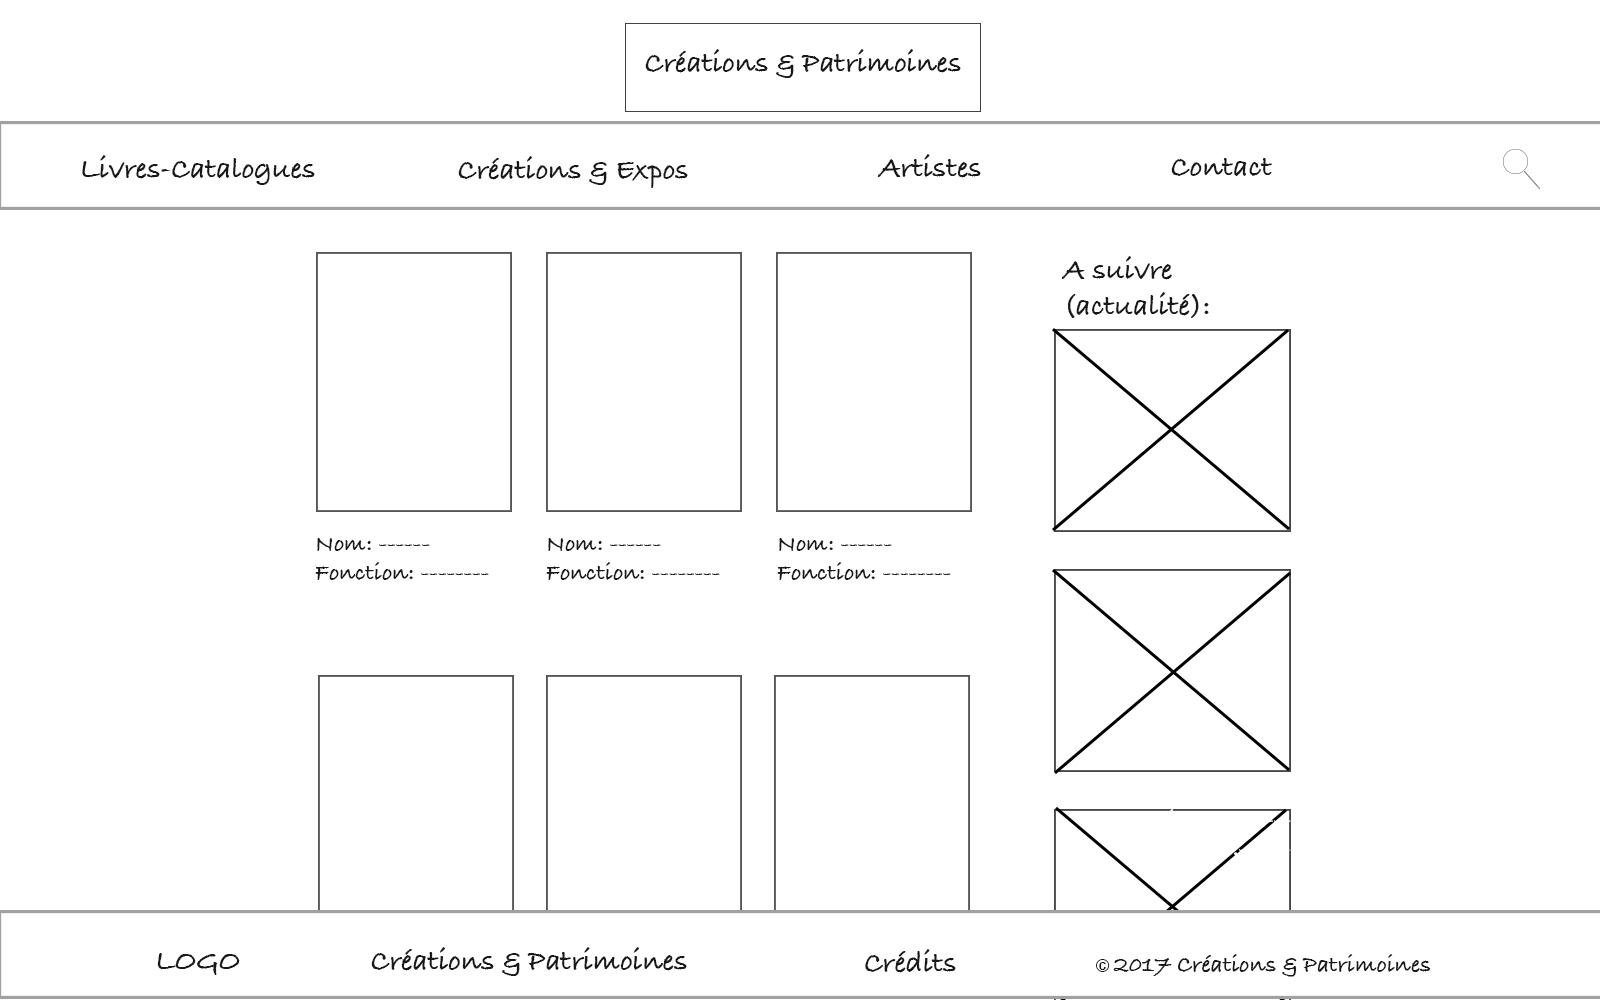 Créations & Patrimoines
Livres-Catalogues
Créations & Expos
Artistes
Contact
A suivre
(actualité):
Nom: ------
Fonction: --------
Nom: ------
Fonction: --------
Nom: ------
Fonction: --------
LOGO
Créations & Patrimoines
Crédits
© 2017 Créations & Patrimoines